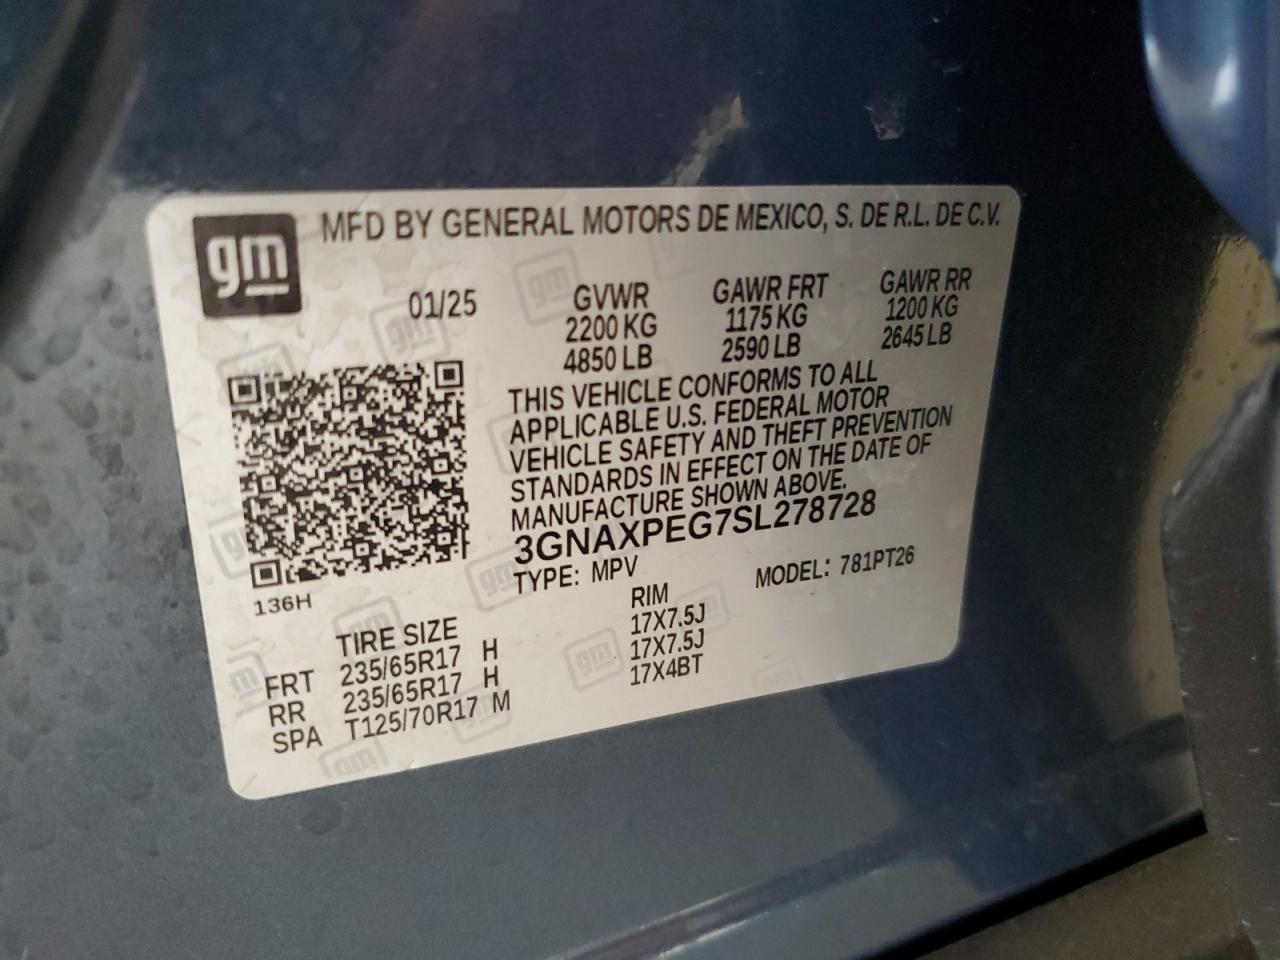 gm
MFD BY GENERAL MOTORS DE MEXICO, S. DE R.L. DE C.V.
01/25
GVWR GAWR FRT GAWR RR
2200 KG 1175 KG 1200 KG
4850 LB 2590 LB 2645 LB
THIS VEHICLE CONFORMS TO ALL
APPLICABLE U.S. FEDERAL MOTOR
VEHICLE SAFETY AND THEFT PREVENTION
STANDARDS IN EFFECT ON THE DATE OF
MANUFACTURE SHOWN ABOVE.
3GNAXPEG7SL278728
TYPE: MPV MODEL: 781PT26
136H
TIRE SIZE RIM
FRT 235/65R17 H 17X7.5J
RR 235/65R17 H 17X7.5J
SPA T125/70R17 M 17X4BT